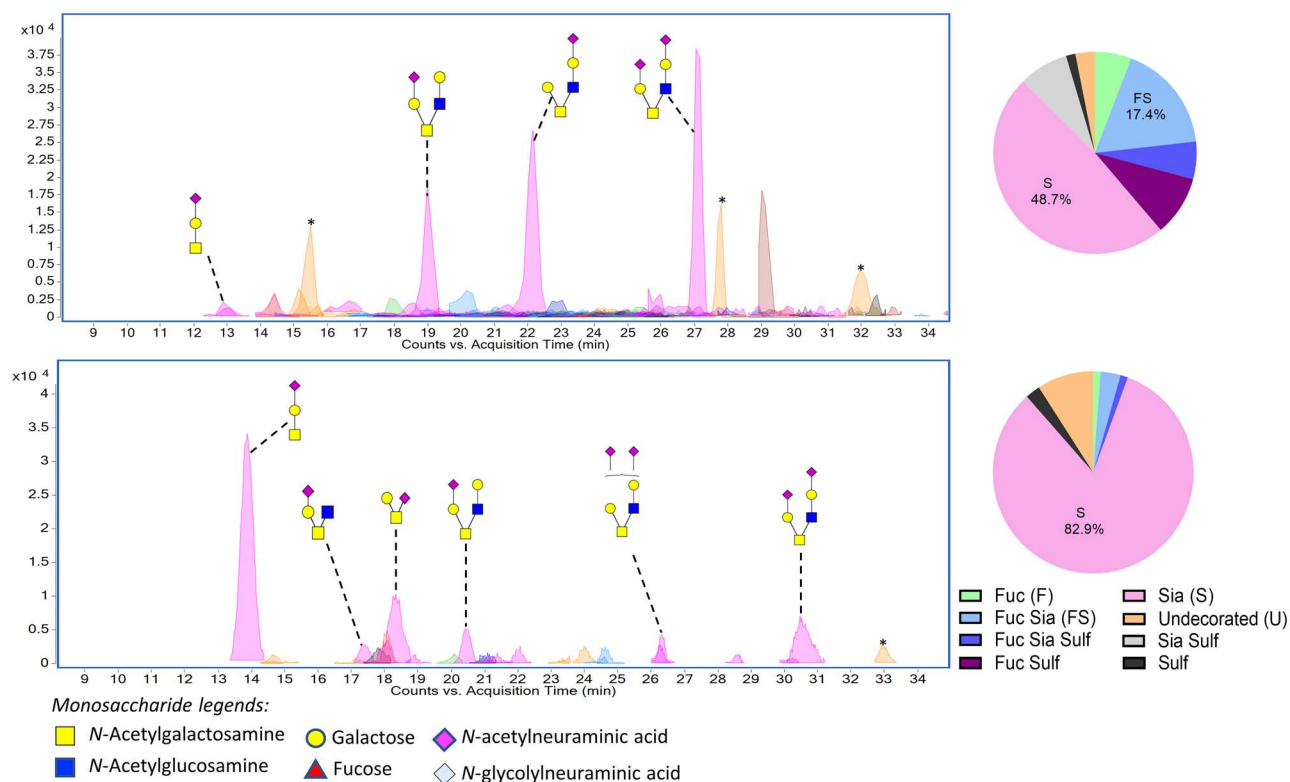 x10 4
3.75
3.5
3.25
3
2.75
2.5
2.25
2
1.75
1.5
1.25
1
0.75
0.5
0.25
0
*
*
*
9 10 11 12 13 14 15 16 17 18 19 20 21 22 23 24 25 26 27 28 29 30 31 32 33 34
Counts vs. Acquisition Time (min)
FS
17.4%
S
48.7%
x10 4
4
3.5
3
2.5
2
1.5
1
0.5
0
*
9 10 11 12 13 14 15 16 17 18 19 20 21 22 23 24 25 26 27 28 29 30 31 32 33 34
Counts vs. Acquisition Time (min)
S
82.9%
Fuc (F)
Fuc Sia (FS)
Fuc Sia Sulf
Fuc Sulf
Sia (S)
Undecorated (U)
Sia Sulf
Sulf
Monosaccharide legends:
N-Acetylgalactosamine
Galactose
N-acetylneuraminic acid
N-Acetylglucosamine
Fucose
N-glycolylneuraminic acid